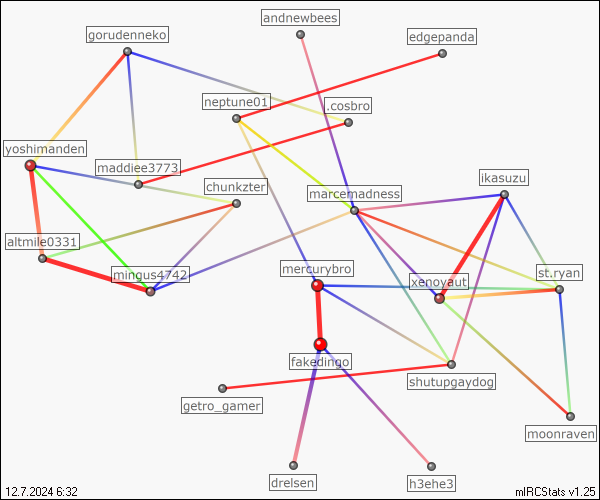 andnewbees
gorudenneko
edgepanda
neptune01
.cosbro
yoshimanden
maddiee3773
ikasuzu
chunkzter
marcemadness
altmile0331
mingus4742
mercurybro
xenoyaut
st.ryan
fakedingo
shutupgaydog
getro_gamer
moonraven
drelsen
h3ehe3
12.7.2024 6:32
mIRCStats v1.25